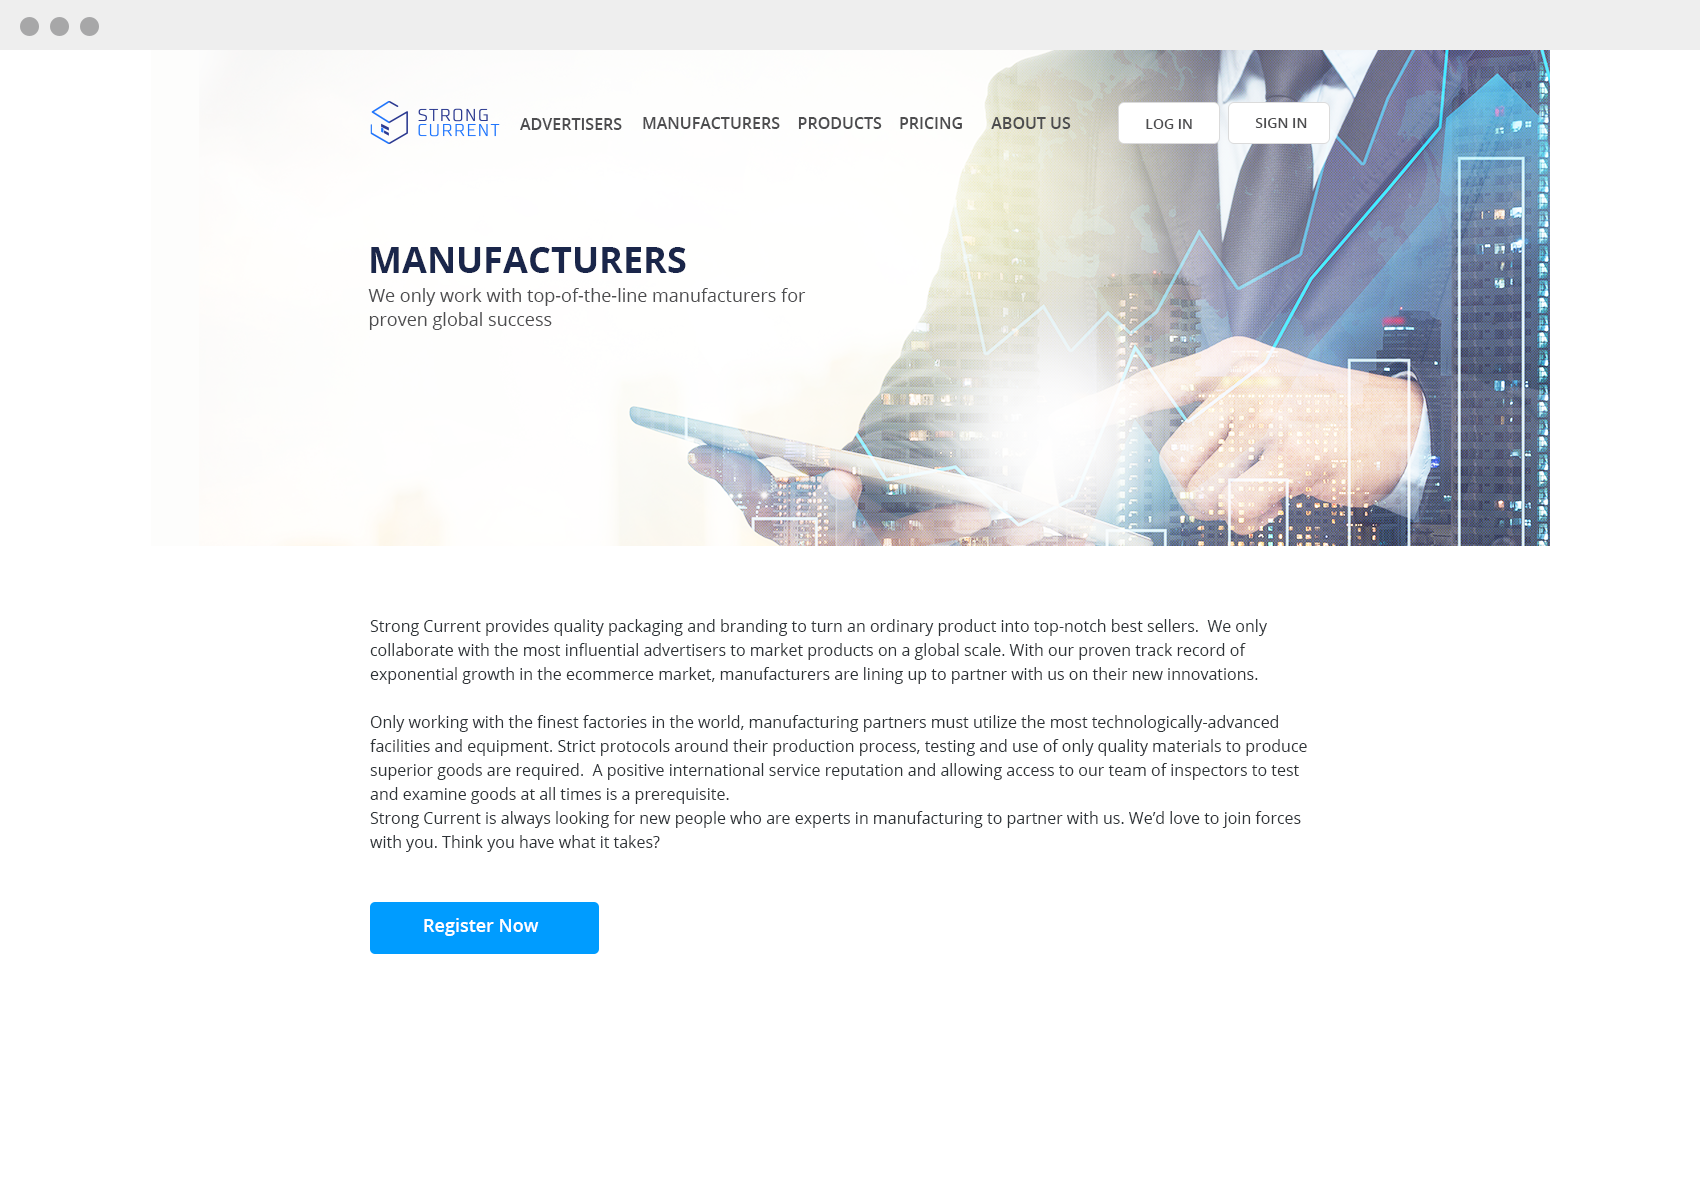 STRONG
CURRENT
ADVERTISERS
MANUFACTURERS
PRODUCTS
PRICING
ABOUT US
LOG IN
SIGN IN
MANUFACTURERS
We only work with top-of-the-line manufacturers for
proven global success
Strong Current provides quality packaging and branding to turn an ordinary product into top-notch best sellers.  We only
collaborate with the most influential advertisers to market products on a global scale. With our proven track record of
exponential growth in the ecommerce market, manufacturers are lining up to partner with us on their new innovations.
Only working with the finest factories in the world, manufacturing partners must utilize the most technologically-advanced
facilities and equipment. Strict protocols around their production process, testing and use of only quality materials to produce
superior goods are required.  A positive international service reputation and allowing access to our team of inspectors to test
and examine goods at all times is a prerequisite.
Strong Current is always looking for new people who are experts in manufacturing to partner with us. We’d love to join forces
with you. Think you have what it takes?
Register Now